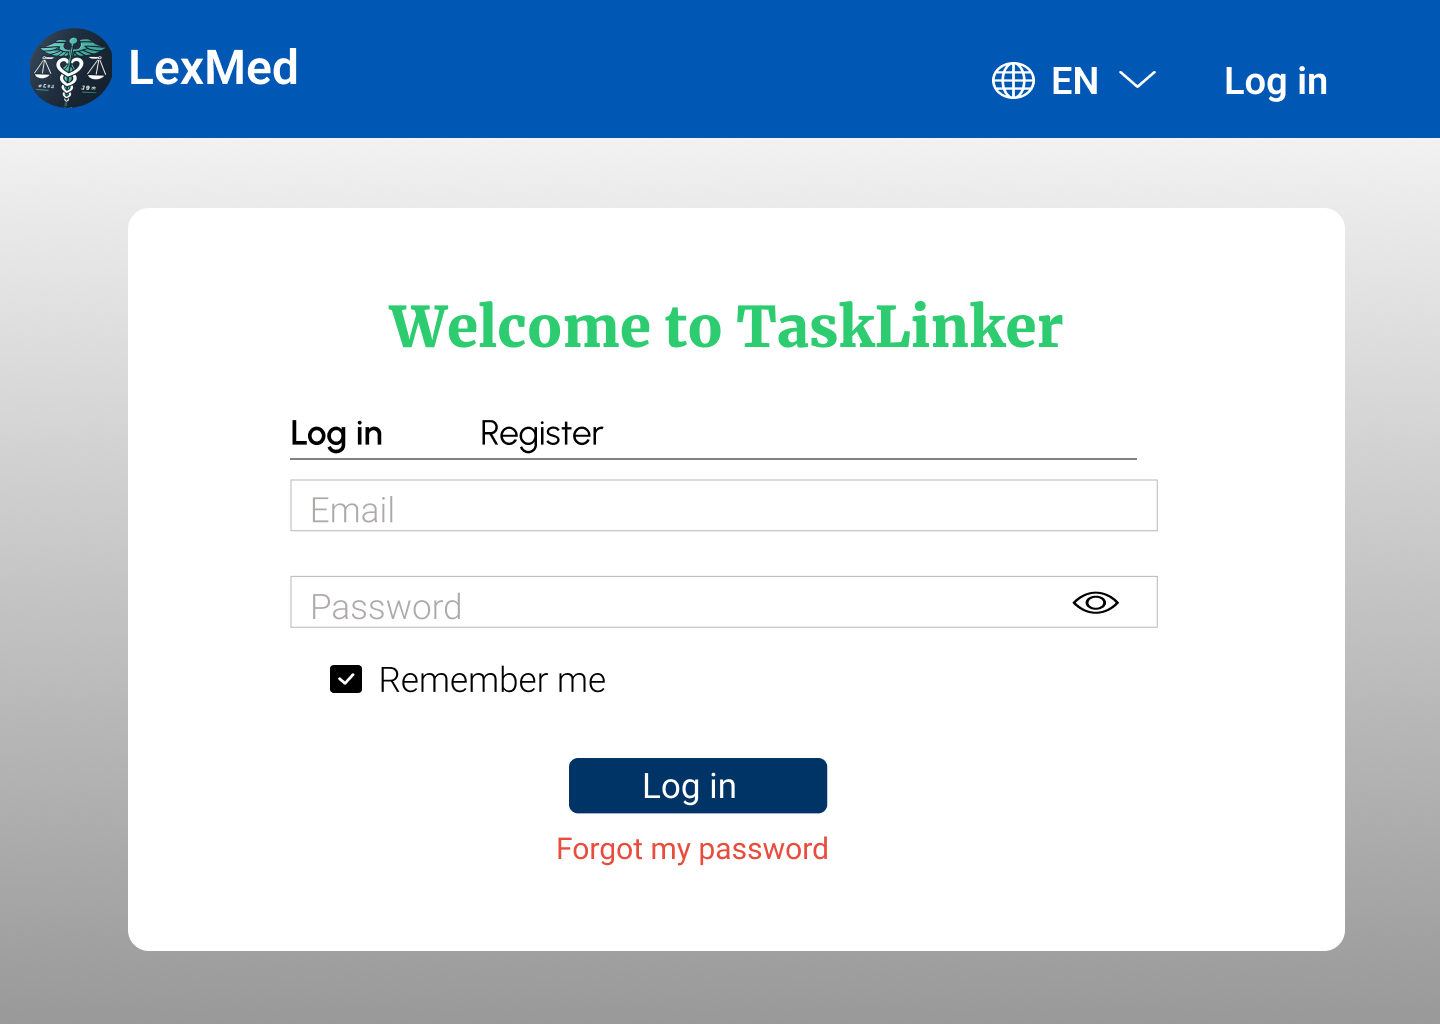 LexMed
EN
Log in
Welcome to TaskLinker
Log in
Register
Email
Password
Remember me
Log in
Forgot my password